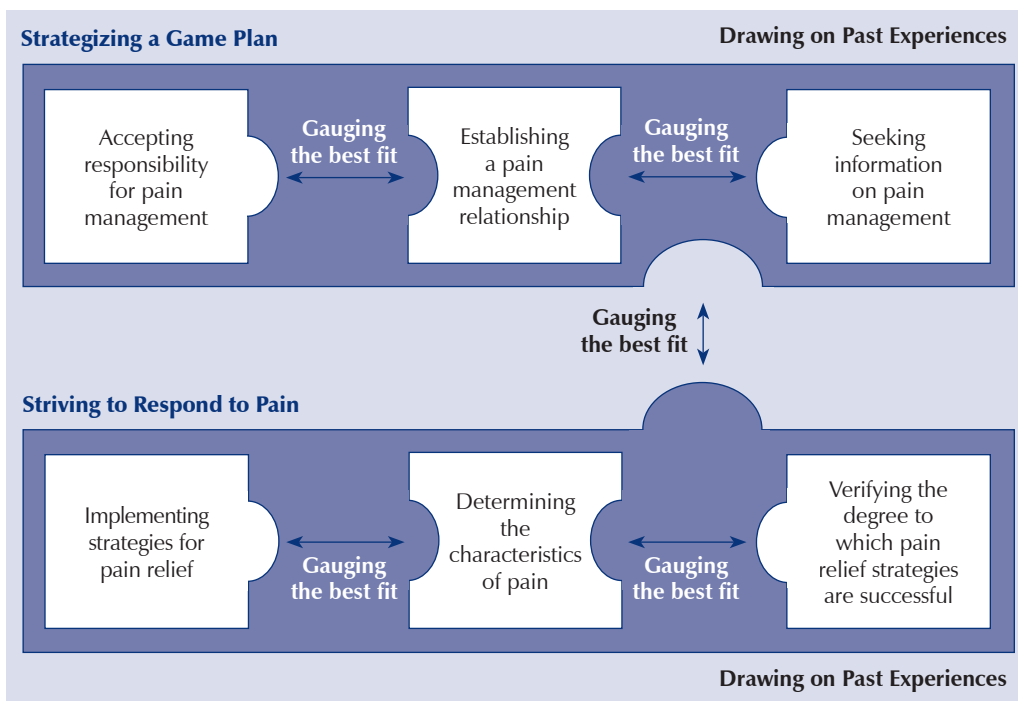 Strategizing a Game Plan
Drawing on Past Experiences
Accepting
responsibility
for pain
management
Gauging
the best fit
Establishing
a pain
management
relationship
Gauging
the best fit
Seeking
information
on pain
management
Gauging
the best fit
Striving to Respond to Pain
Implementing
strategies for
pain relief
Gauging
the best fit
Determining
the
characteristics
of pain
Gauging
the best fit
Verifying the
degree to
which pain
relief strategies
are successful
Drawing on Past Experiences